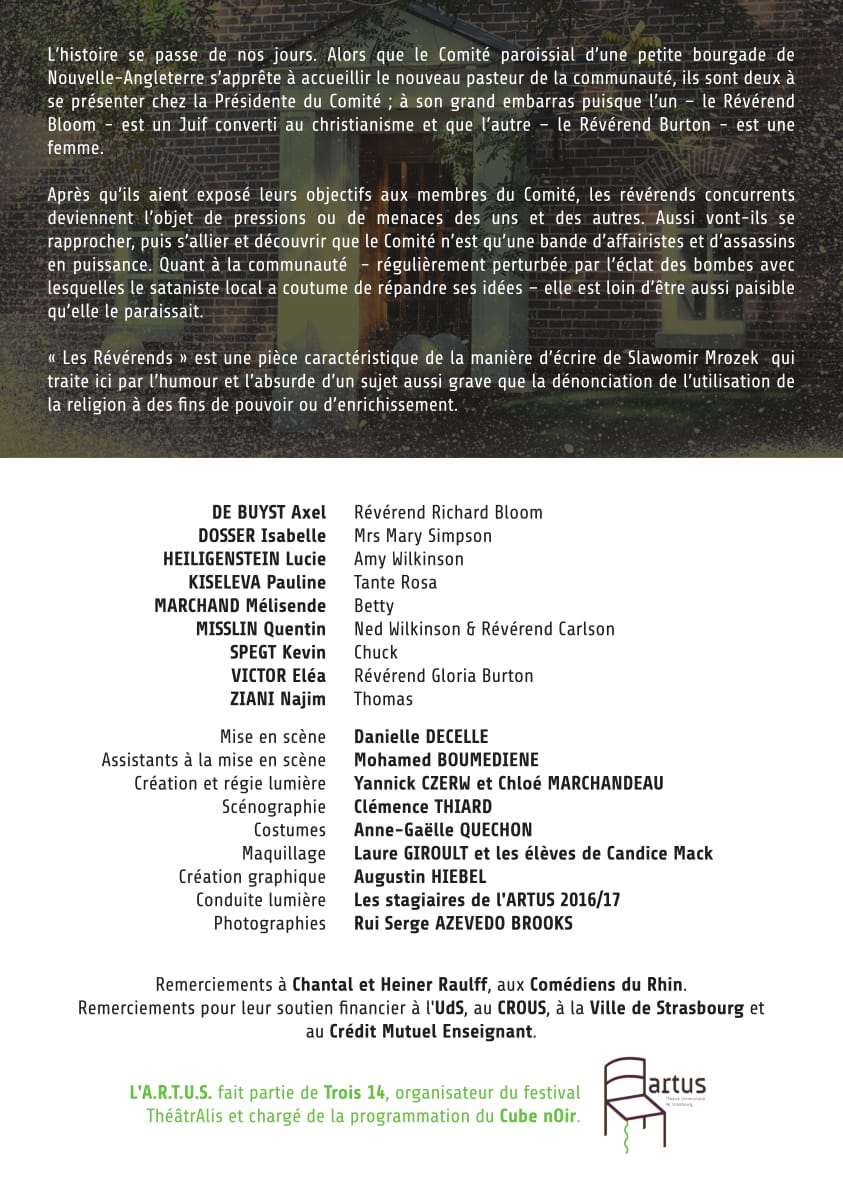 L’histoire se passe de nos jours. Alors que le Comité paroissial d’une petite bourgade de
Nouvelle-Angleterre s’apprête à accueillir le nouveau pasteur de la communauté, ils sont deux à
se présenter chez la Présidente du Comité ; à son grand embarras puisque l’un – le Révérend
Bloom - est un Juif converti au christianisme et que l’autre – le Révérend Burton - est une
femme.
Après qu’ils aient exposé leurs objectifs aux membres du Comité, les révérends concurrents
deviennent l’objet de pressions ou de menaces des uns et des autres. Aussi vont-ils se
rapprocher, puis s’allier et découvrir que le Comité n’est qu’une bande d’affairistes et d’assassins
en puissance. Quant à la communauté - régulièrement perturbée par l’éclat des bombes avec
lesquelles le sataniste local a coutume de répandre ses idées – elle est loin d’être aussi paisible
qu’elle le paraissait.
« Les Révérends » est une pièce caractéristique de la manière d’écrire de Slawomir Mrozek qui
traite ici par l’humour et l’absurde d’un sujet aussi grave que la dénonciation de l’utilisation de
la religion à des fins de pouvoir ou d’enrichissement.
DE BUYST Axel Révérend Richard Bloom
DOSSER Isabelle Mrs Mary Simpson
HEILIGENSTEIN Lucie Amy Wilkinson
KISELEVA Pauline Tante Rosa
MARCHAND Mélisende Betty
MISSLIN Quentin Ned Wilkinson & Révérend Carlson
SPEGT Kevin Chuck
VICTOR Eléa Révérend Gloria Burton
ZIANI Najim Thomas
Mise en scène Danielle DECELLE
Assistants à la mise en scène Mohamed BOUMEDIENE
Création et régie lumière Yannick CZERW et Chloé MARCHANDEAU
Scénographie Clémence THIARD
Costumes Anne-Gaëlle QUECHON
Maquillage Laure GIROULT et les élèves de Candice Mack
Création graphique Augustin HIEBEL
Conduite lumière Les stagiaires de l'ARTUS 2016/17
Photographies Rui Serge AZEVEDO BROOKS
Remerciements à Chantal et Heiner Raulff, aux Comédiens du Rhin.
Remerciements pour leur soutien financier à l'UdS, au CROUS, à la Ville de Strasbourg et
au Crédit Mutuel Enseignant.
L'A.R.T.U.S. fait partie de Trois 14, organisateur du festival
ThéâtrAlis et chargé de la programmation du Cube nOir.
artus
Théâtre Universitaire
de Strasbourg